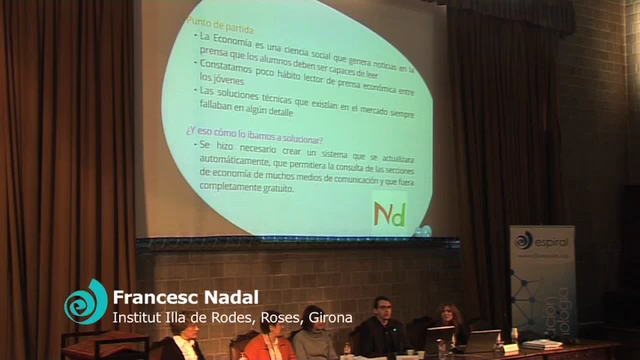 Punto de partida
- La Economía es una ciencia social que genera noticias en la
prensa que los alumnos deben ser capaces de leer
- Constatamos poco hábito lector de prensa económica entre
los jóvenes
- Las soluciones técnicas que existían en el mercado siempre
fallaban en algún detalle
¿Y eso cómo lo íbamos a solucionar?
- Se hizo necesario crear un sistema que se actualizara
automáticamente, que permitiera la consulta de las secciones
de economía de muchos medios de comunicación y que fuera
completamente gratuito.
Nd
espiral
Francesc Nadal
Institut Illa de Rodes, Roses, Girona